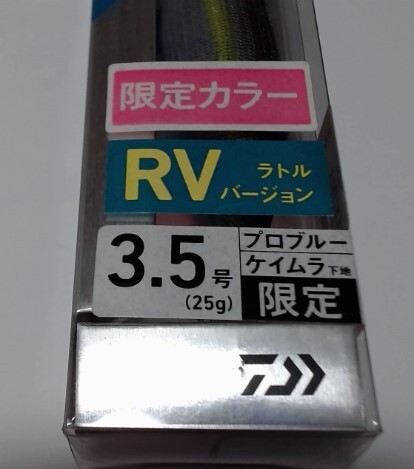 限定カラー
RV ラトル
バージョン
3.5号
(25g)
プロブルー
ケイムラ下地
限定